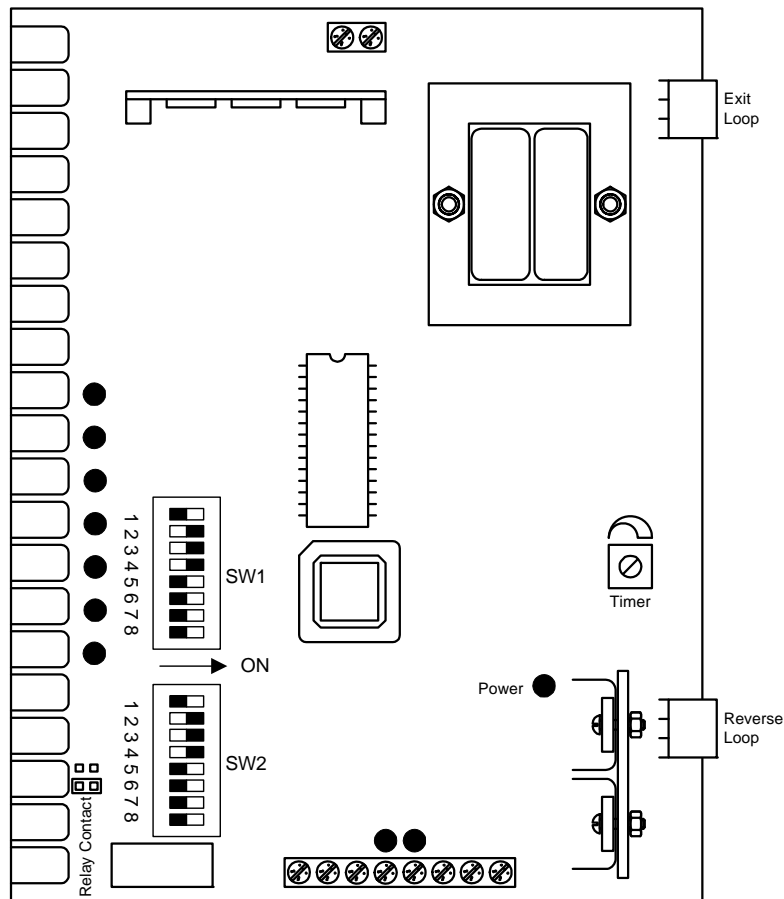 Exit
Loop
1 2 3 4 5 6 7 8
SW1
Timer
ON
Power
1 2 3 4 5 6 7 8
SW2
Reverse
Loop
Relay Contact